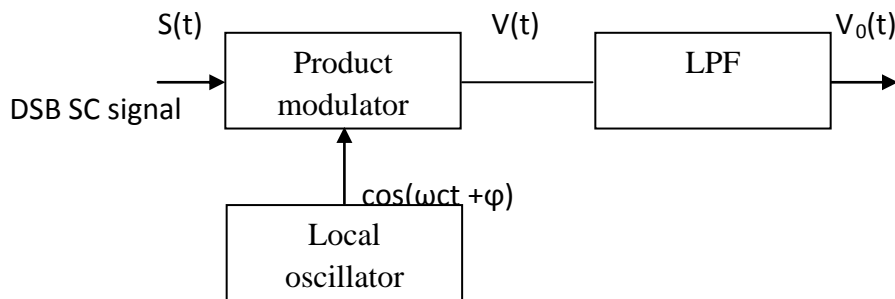 S(t)
V(t)
V₀(t)
Product
modulator
LPF
DSB SC signal
cos(ωct +φ)
Local
oscillator